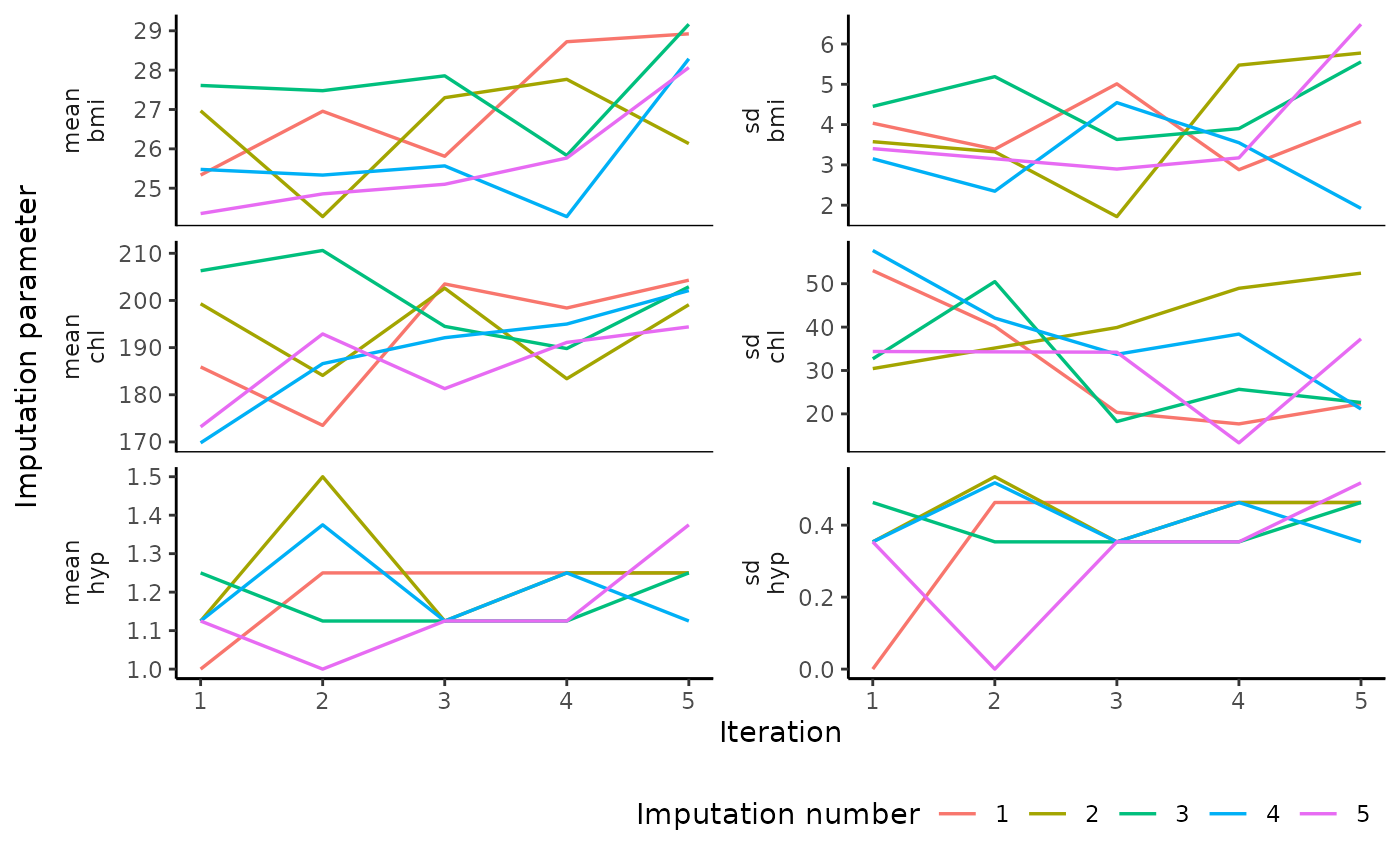 Imputation parameter
mean
bmi
29
28
27
26
25
sd
bmi
6
5
4
3
2
mean
chl
210
200
190
180
170
sd
chl
50
40
30
20
mean
hyp
1.5
1.4
1.3
1.2
1.1
1.0
sd
hyp
0.4
0.2
0.0
1 2 3 4 5
1 2 3 4 5
Iteration
Imputation number 1 2 3 4 5